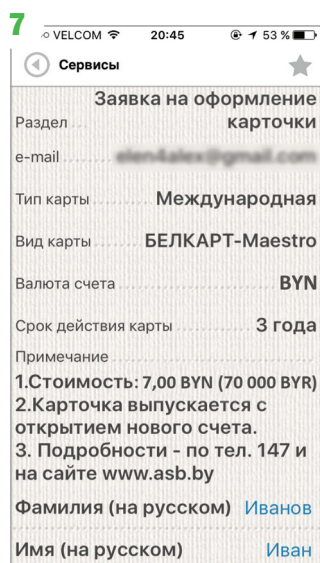 7
VELCOM 20:45 53 %
Сервисы
Заявка на оформление
Раздел карточки
e-mail
Тип карты Международная
Вид карты БЕЛКАРТ-Maestro
Валюта счета BYN
Срок действия карты 3 года
Примечание
1.Стоимость: 7,00 BYN (70 000 BYR)
2.Карточка выпускается с
открытием нового счета.
3. Подробности - по тел. 147 и
на сайте www.asb.by
Фамилия (на русском) Иванов
Имя (на русском) Иван